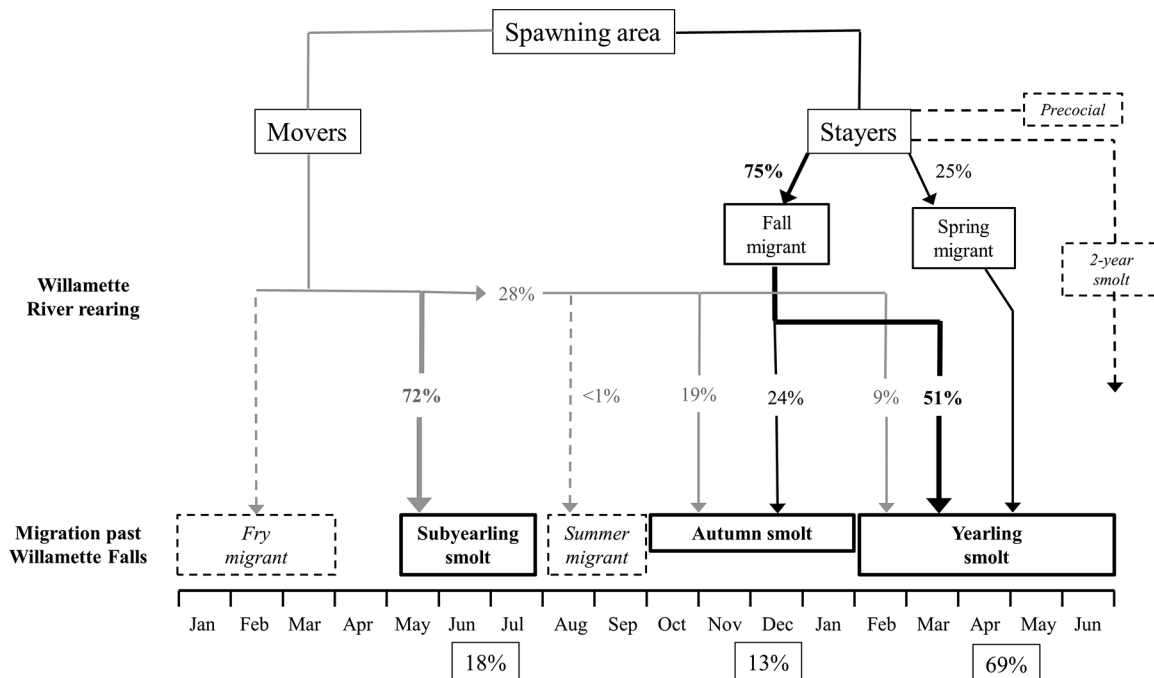 Spawning area
Movers
Stayers
Precocial
75%
25%
Fall
migrant
Spring
migrant
2-year
smolt
Willamette
River rearing
28%
72%
<1%
19%
24%
9%
51%
Migration past
Willamette Falls
Fry
migrant
Subyearling
smolt
Summer
migrant
Autumn smolt
Yearling
smolt
Jan Feb Mar Apr May Jun Jul Aug Sep Oct Nov Dec Jan Feb Mar Apr May Jun
18% 13% 69%